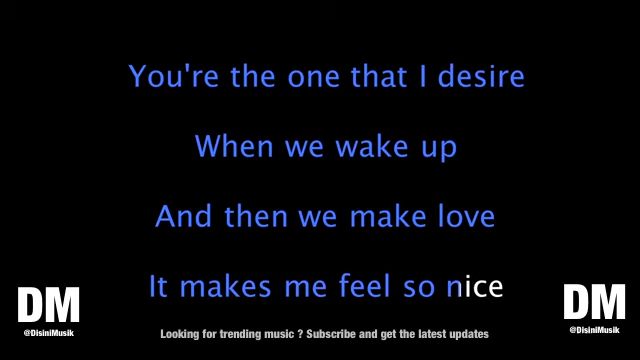 You're the one that I desire
When we wake up
And then we make love
It makes me feel so nice
DM
@DisiniMusik
DM
@DisiniMusik
Looking for trending music ? Subscribe and get the latest updates